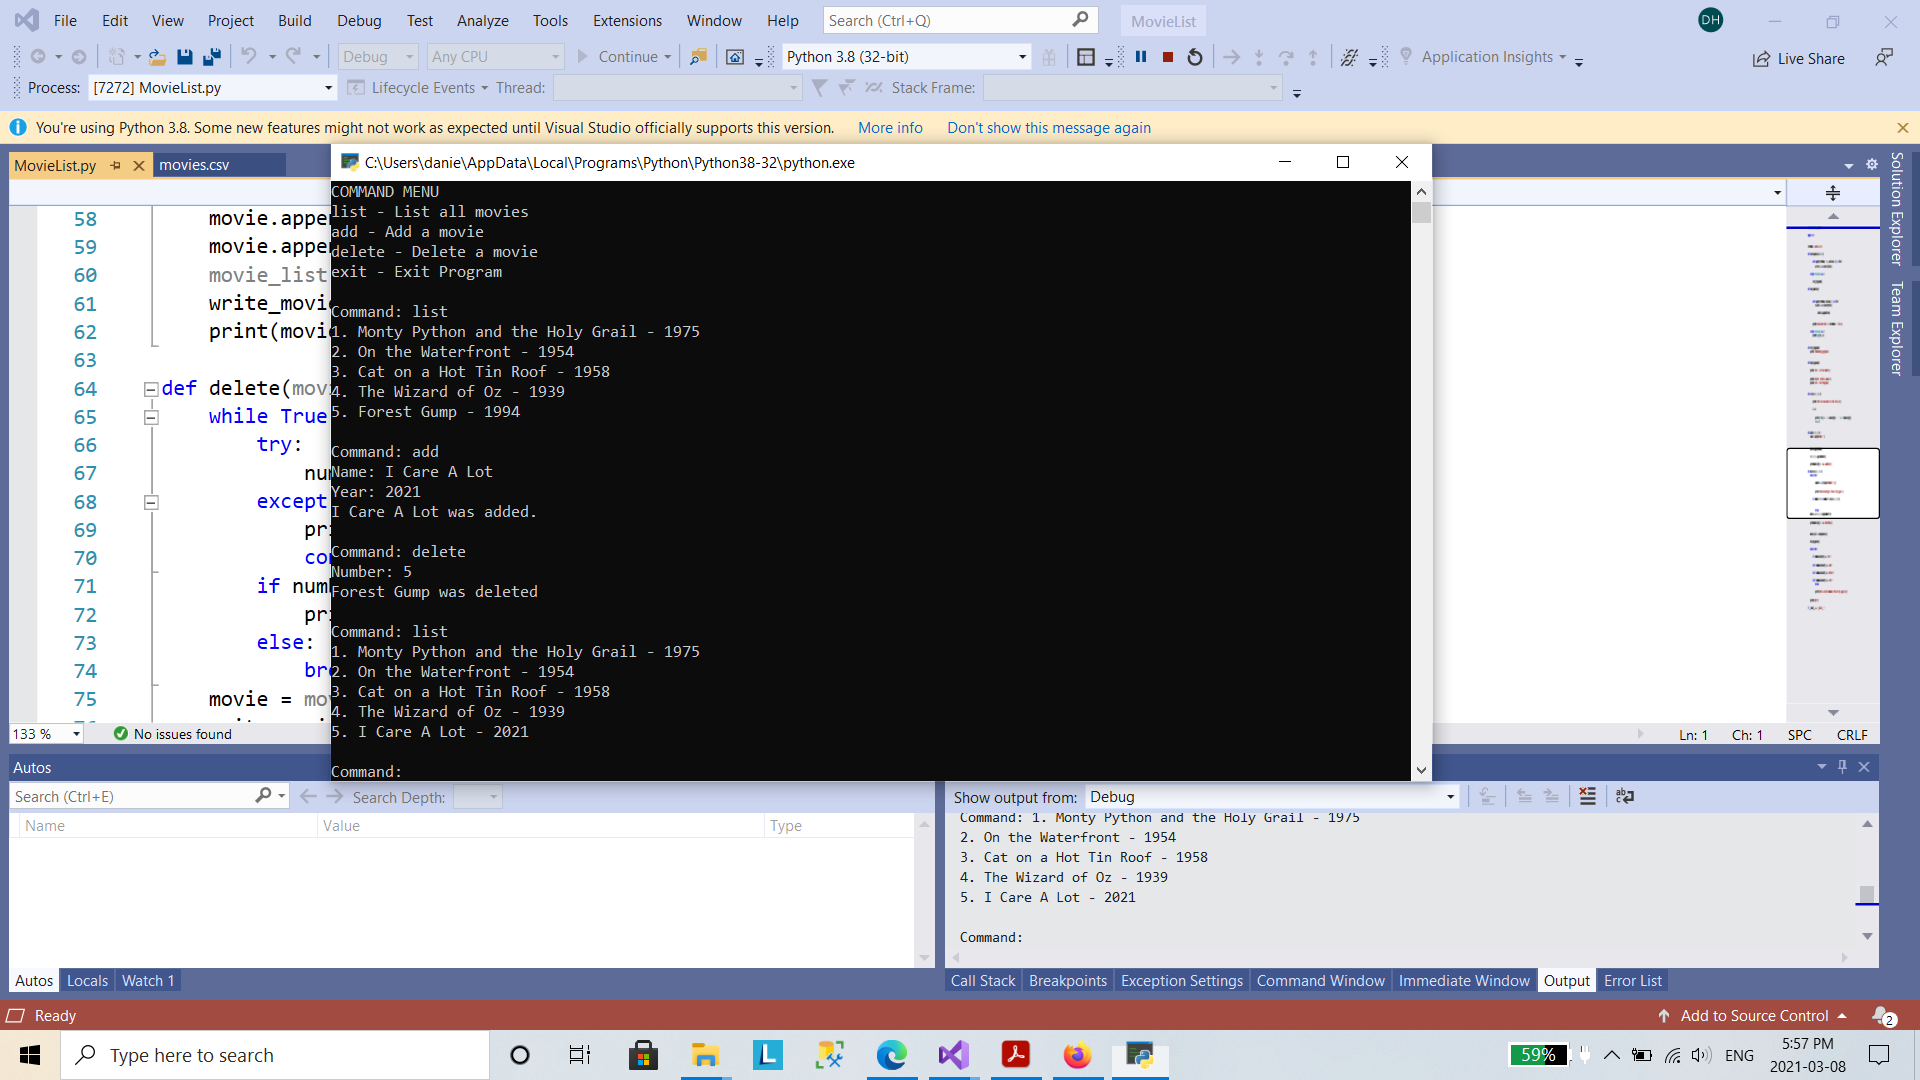 File Edit View Project Build Debug Test Analyze Tools Extensions Window Help Search (Ctrl+Q) MovieList DH
Debug Any CPU Continue Python 3.8 (32-bit) Application Insights Live Share
Process: [7272] MovieList.py Lifecycle Events Thread: Stack Frame:
You're using Python 3.8. Some new features might not work as expected until Visual Studio officially supports this version. More info Don't show this message again
MovieList.py movies.csv
C:\Users\danie\AppData\Local\Programs\Python\Python38-32\python.exe
COMMAND MENU
list - List all movies
add - Add a movie
delete - Delete a movie
exit - Exit Program
Command: list
1. Monty Python and the Holy Grail - 1975
2. On the Waterfront - 1954
3. Cat on a Hot Tin Roof - 1958
4. The Wizard of Oz - 1939
5. Forest Gump - 1994
Command: add
Name: I Care A Lot
Year: 2021
I Care A Lot was added.
Command: delete
Number: 5
Forest Gump was deleted
Command: list
1. Monty Python and the Holy Grail - 1975
2. On the Waterfront - 1954
3. Cat on a Hot Tin Roof - 1958
4. The Wizard of Oz - 1939
5. I Care A Lot - 2021
Command:
58 movie.appe
59 movie.appe
60 movie_list
61 write_movi
62 print(movi
63
64 def delete(mov
65 while True
66 try:
67 nu
68 except
69 pri
70 con
71 if num
72 pri
73 else:
74 bre
75 movie = mo
Solution Explorer
Team Explorer
133 % No issues found Ln: 1 Ch: 1 SPC CRLF
Autos
Search (Ctrl+E) Search Depth:
Name Value Type
Autos Locals Watch 1
Show output from: Debug
Command: 1. Monty Python and the Holy Grail - 1975
2. On the Waterfront - 1954
3. Cat on a Hot Tin Roof - 1958
4. The Wizard of Oz - 1939
5. I Care A Lot - 2021
Command:
Call Stack Breakpoints Exception Settings Command Window Immediate Window Output Error List
Ready Add to Source Control 2
Type here to search 59% ENG 5:57 PM
2021-03-08